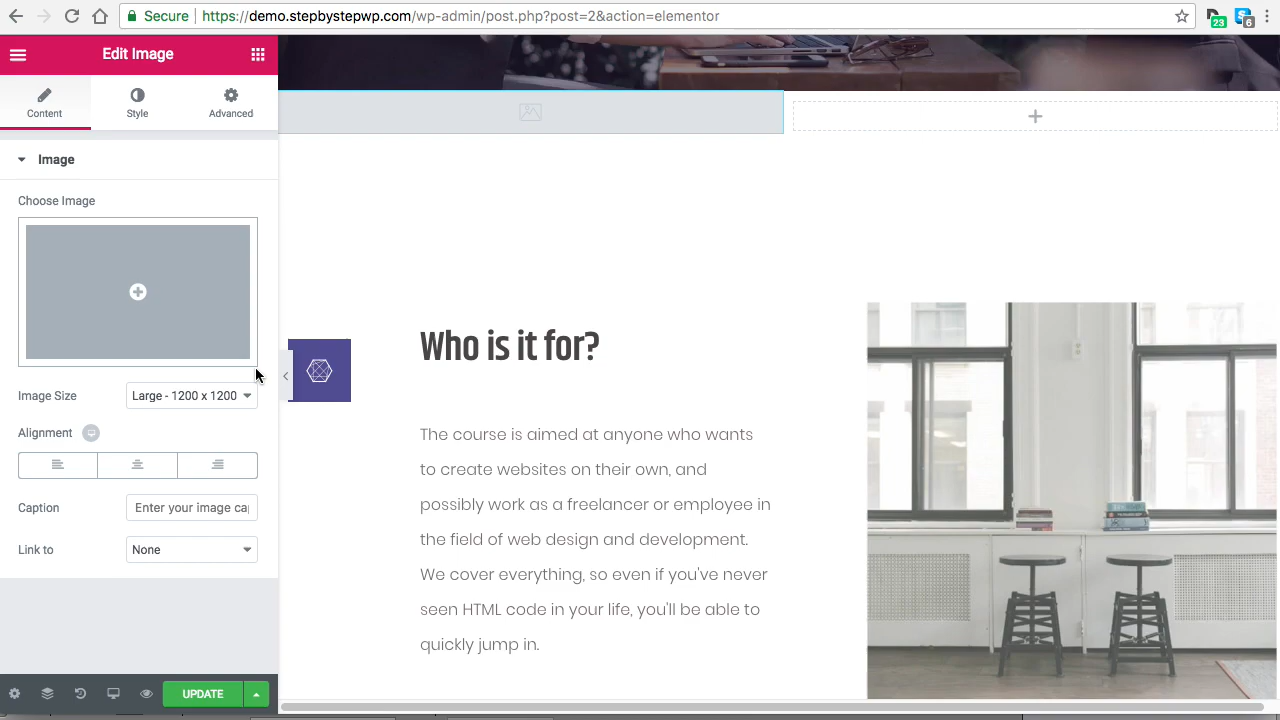 Secure https://demo.stepbystepwp.com/wp-admin/post.php?post=2&action=elementor
23
6
Edit Image
Content
Style
Advanced
Image
Choose Image
Image Size
Large - 1200 x 1200
Alignment
Caption
Enter your image ca
Link to
None
UPDATE
Who is it for?
The course is aimed at anyone who wants
to create websites on their own, and
possibly work as a freelancer or employee in
the field of web design and development.
We cover everything, so even if you've never
seen HTML code in your life, you'll be able to
quickly jump in.